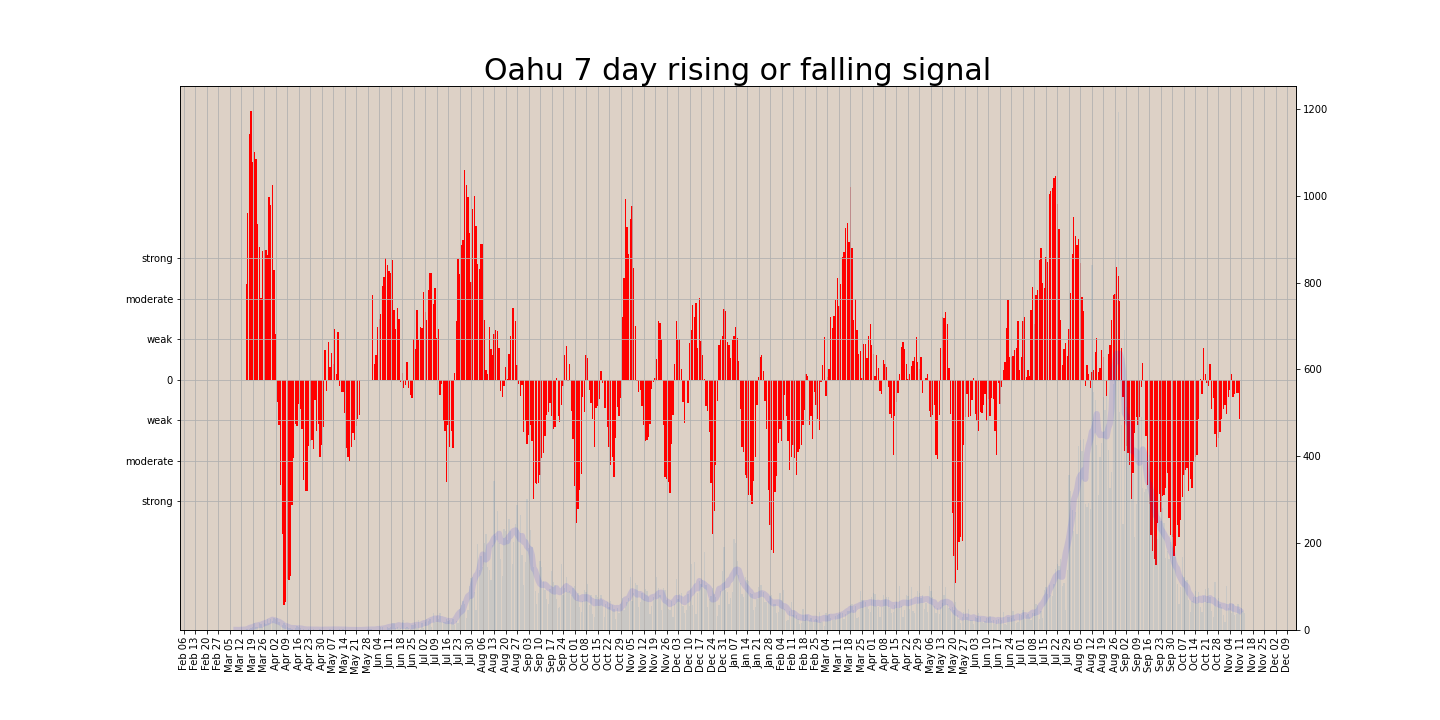 Oahu 7 day rising or falling signal
strong
moderate
weak
0
weak
moderate
strong
1200
1000
800
600
400
200
0
Feb 06
Feb 13
Feb 20
Feb 27
Mar 05
Mar 12
Mar 19
Mar 26
Apr 02
Apr 09
Apr 16
Apr 23
Apr 30
May 07
May 14
May 21
May 28
Jun 04
Jun 11
Jun 18
Jun 25
Jul 02
Jul 09
Jul 16
Jul 23
Jul 30
Aug 06
Aug 13
Aug 20
Aug 27
Sep 03
Sep 10
Sep 17
Sep 24
Oct 01
Oct 08
Oct 15
Oct 22
Oct 29
Nov 05
Nov 12
Nov 19
Nov 26
Dec 03
Dec 10
Dec 17
Dec 24
Dec 31
Jan 07
Jan 14
Jan 21
Jan 28
Feb 04
Feb 11
Feb 18
Feb 25
Mar 04
Mar 11
Mar 18
Mar 25
Apr 01
Apr 08
Apr 15
Apr 22
Apr 29
May 06
May 13
May 20
May 27
Jun 03
Jun 10
Jun 17
Jun 24
Jul 01
Jul 08
Jul 15
Jul 22
Jul 29
Aug 05
Aug 12
Aug 19
Aug 26
Sep 02
Sep 09
Sep 16
Sep 23
Sep 30
Oct 07
Oct 14
Oct 21
Oct 28
Nov 04
Nov 11
Nov 18
Nov 25
Dec 02
Dec 09